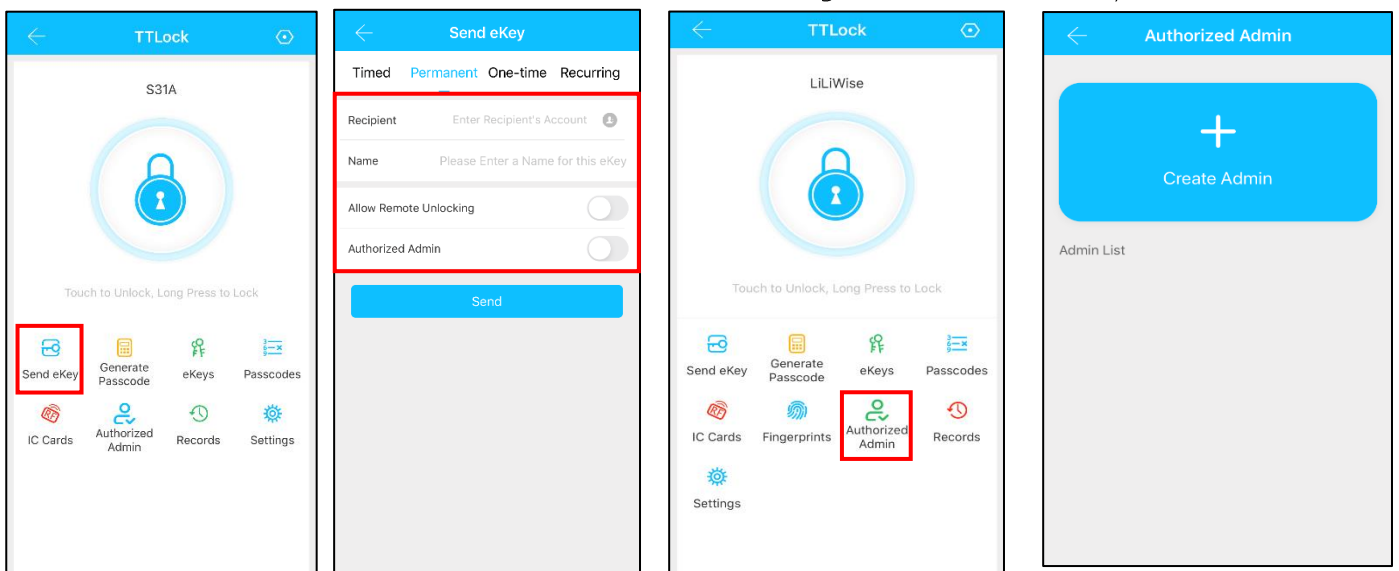 TTLock
S31A
Touch to Unlock, Long Press to Lock
Send eKey
Generate
Passcode
eKeys
Passcodes
IC Cards
Authorized
Admin
Records
Settings
Send eKey
Timed Permanent One-time Recurring
Recipient Enter Recipient's Account
Name Please Enter a Name for this eKey
Allow Remote Unlocking
Authorized Admin
Send
TTLock
LiLiWise
Touch to Unlock, Long Press to Lock
Send eKey
Generate
Passcode
eKeys
Passcodes
RF
IC Cards
Fingerprints
Authorized
Admin
Records
Settings
Authorized Admin
Create Admin
Admin List